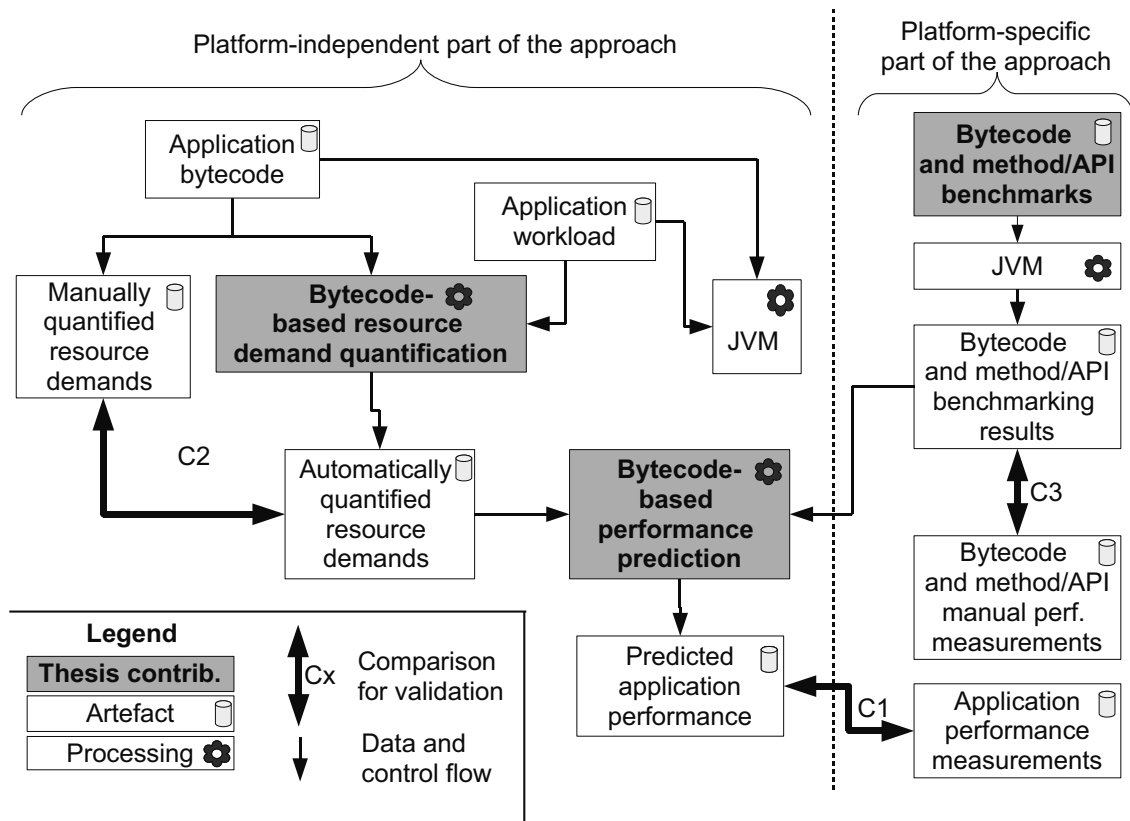 Platform-independent part of the approach
Platform-specific
part of the approach
Application
bytecode
Application
workload
Bytecode
and method/API
benchmarks
JVM
Manually
quantified
resource
demands
Bytecode-
based resource
demand quantification
JVM
Bytecode
and method/API
benchmarking
results
C2
Automatically
quantified
resource
demands
Bytecode-
based
performance
prediction
C3
Bytecode
and method/API
manual perf.
measurements
Legend
Thesis contrib.
Artefact
Processing
Cx
Comparison
for validation
Data and
control flow
Predicted
application
performance
C1
Application
performance
measurements